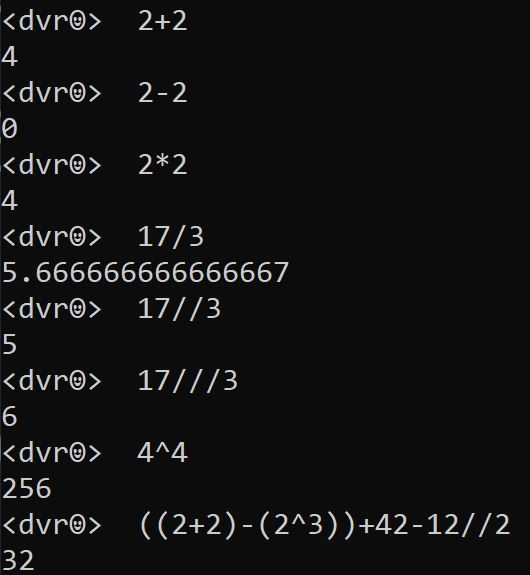 <dvr☺>  2+2
4
<dvr☺>  2-2
0
<dvr☺>  2*2
4
<dvr☺>  17/3
5.666666666666667
<dvr☺>  17//3
5
<dvr☺>  17///3
6
<dvr☺>  4^4
256
<dvr☺>  ((2+2)-(2^3))+42-12//2
32